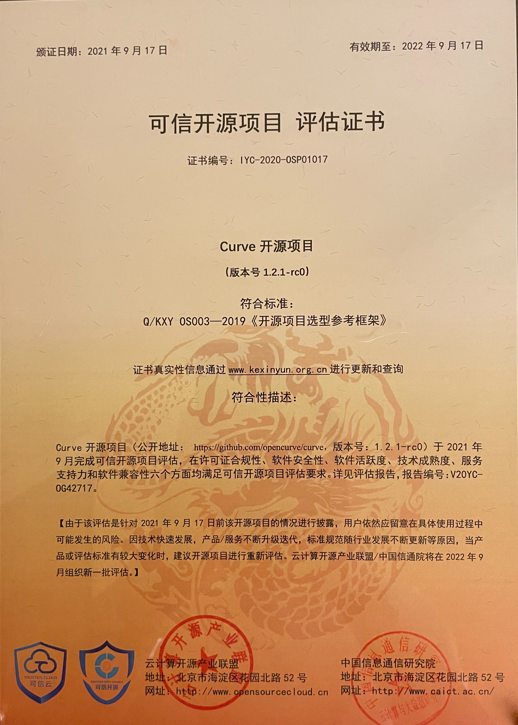 颁证日期：2021 年 9 月 17 日
有效期至：2022 年 9 月 17 日
可信开源项目 评估证书
证书编号：IYC-2020-OSP01017
Curve 开源项目
（版本号 1.2.1-rc0）
符合标准：
Q/KXY OS003—2019《开源项目选型参考框架》
证书真实性信息通过 www.kexinyun.org.cn 进行更新和查询
符合性描述：
Curve 开源项目（公开地址： https://github.com/opencurve/curve，版本号：1.2.1-rc0）于 2021 年
9 月完成可信开源项目评估，在许可证合规性、软件安全性、软件活跃度、技术成熟度、服务
支持力和软件兼容性六个方面均满足可信开源项目评估要求。详见评估报告，报告编号：V2OYC-
OG42717。
【由于该评估是针对 2021 年 9 月 17 日前该开源项目的情况进行披露，用户依然应留意在具体使用过程中
可能发生的风险。因技术快速发展，产品/服务不断升级迭代，标准规范随行业发展不断更新等原因，当产
品或评估标准有较大变化时，建议开源项目进行重新评估。云计算开源产业联盟/中国信通院将在 2022 年 9
月组织新一批评估。】
可信云
可信开源
云计算开源产业联盟
地址：北京市海淀区花园北路 52 号
网址：http://www.opensourcecloud.cn
中国信息通信研究院
地址：北京市海淀区花园北路 52 号
网址：http://www.caict.ac.cn/